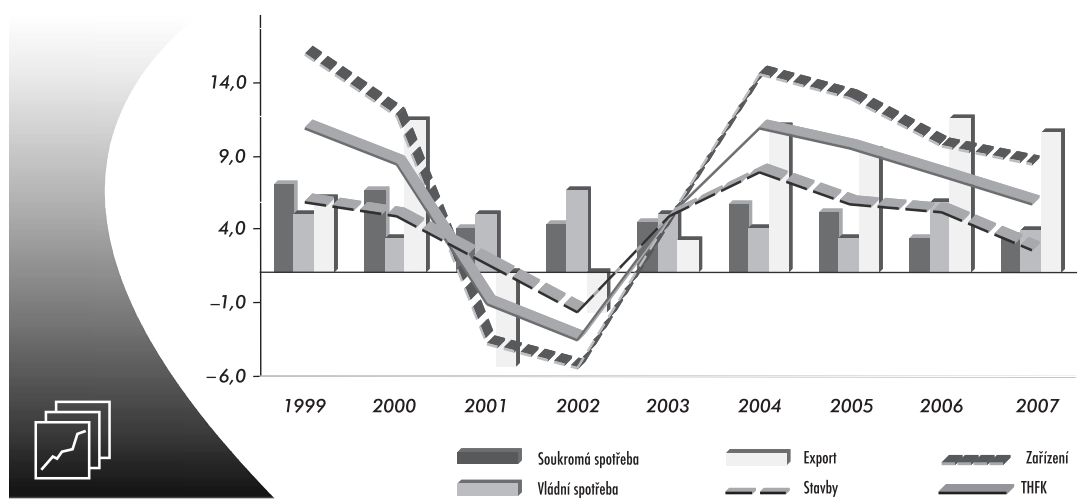 14,0
9,0
4,0
–1,0
–6,0
1999 2000 2001 2002 2003 2004 2005 2006 2007
Soukromá spotřeba Export Zařízení
Vládní spotřeba Stavby THFK